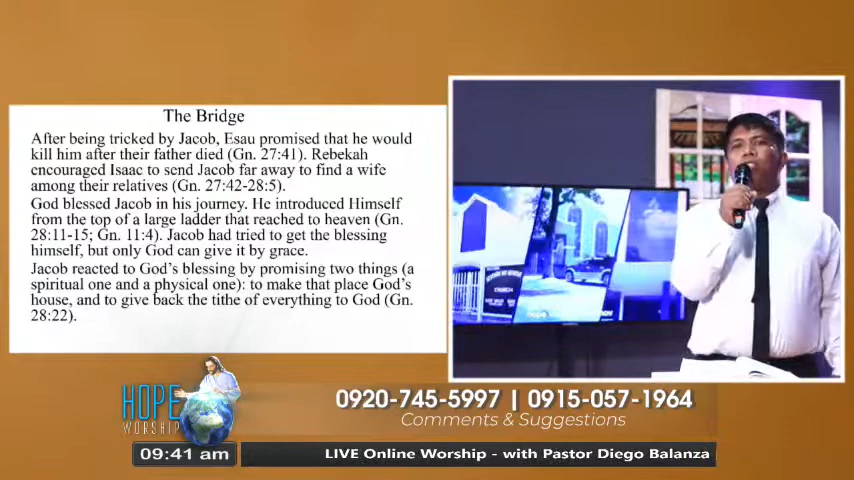 The Bridge
After being tricked by Jacob, Esau promised that he would
kill him after their father died (Gn. 27:41). Rebekah
encouraged Isaac to send Jacob far away to find a wife
among their relatives (Gn. 27:42-28:5).
God blessed Jacob in his journey. He introduced Himself
from the top of a large ladder that reached to heaven (Gn.
28:11-15; Gn. 11:4). Jacob had tried to get the blessing
himself, but only God can give it by grace.
Jacob reacted to God's blessing by promising two things (a
spiritual one and a physical one): to make that place God's
house, and to give back the tithe of everything to God (Gn.
28:22).
CHURCH
HOPE
WORSHIP
0920-745-5997 | 0915-057-1964
Comments & Suggestions
09:41 am
LIVE Online Worship - with Pastor Diego Balanza